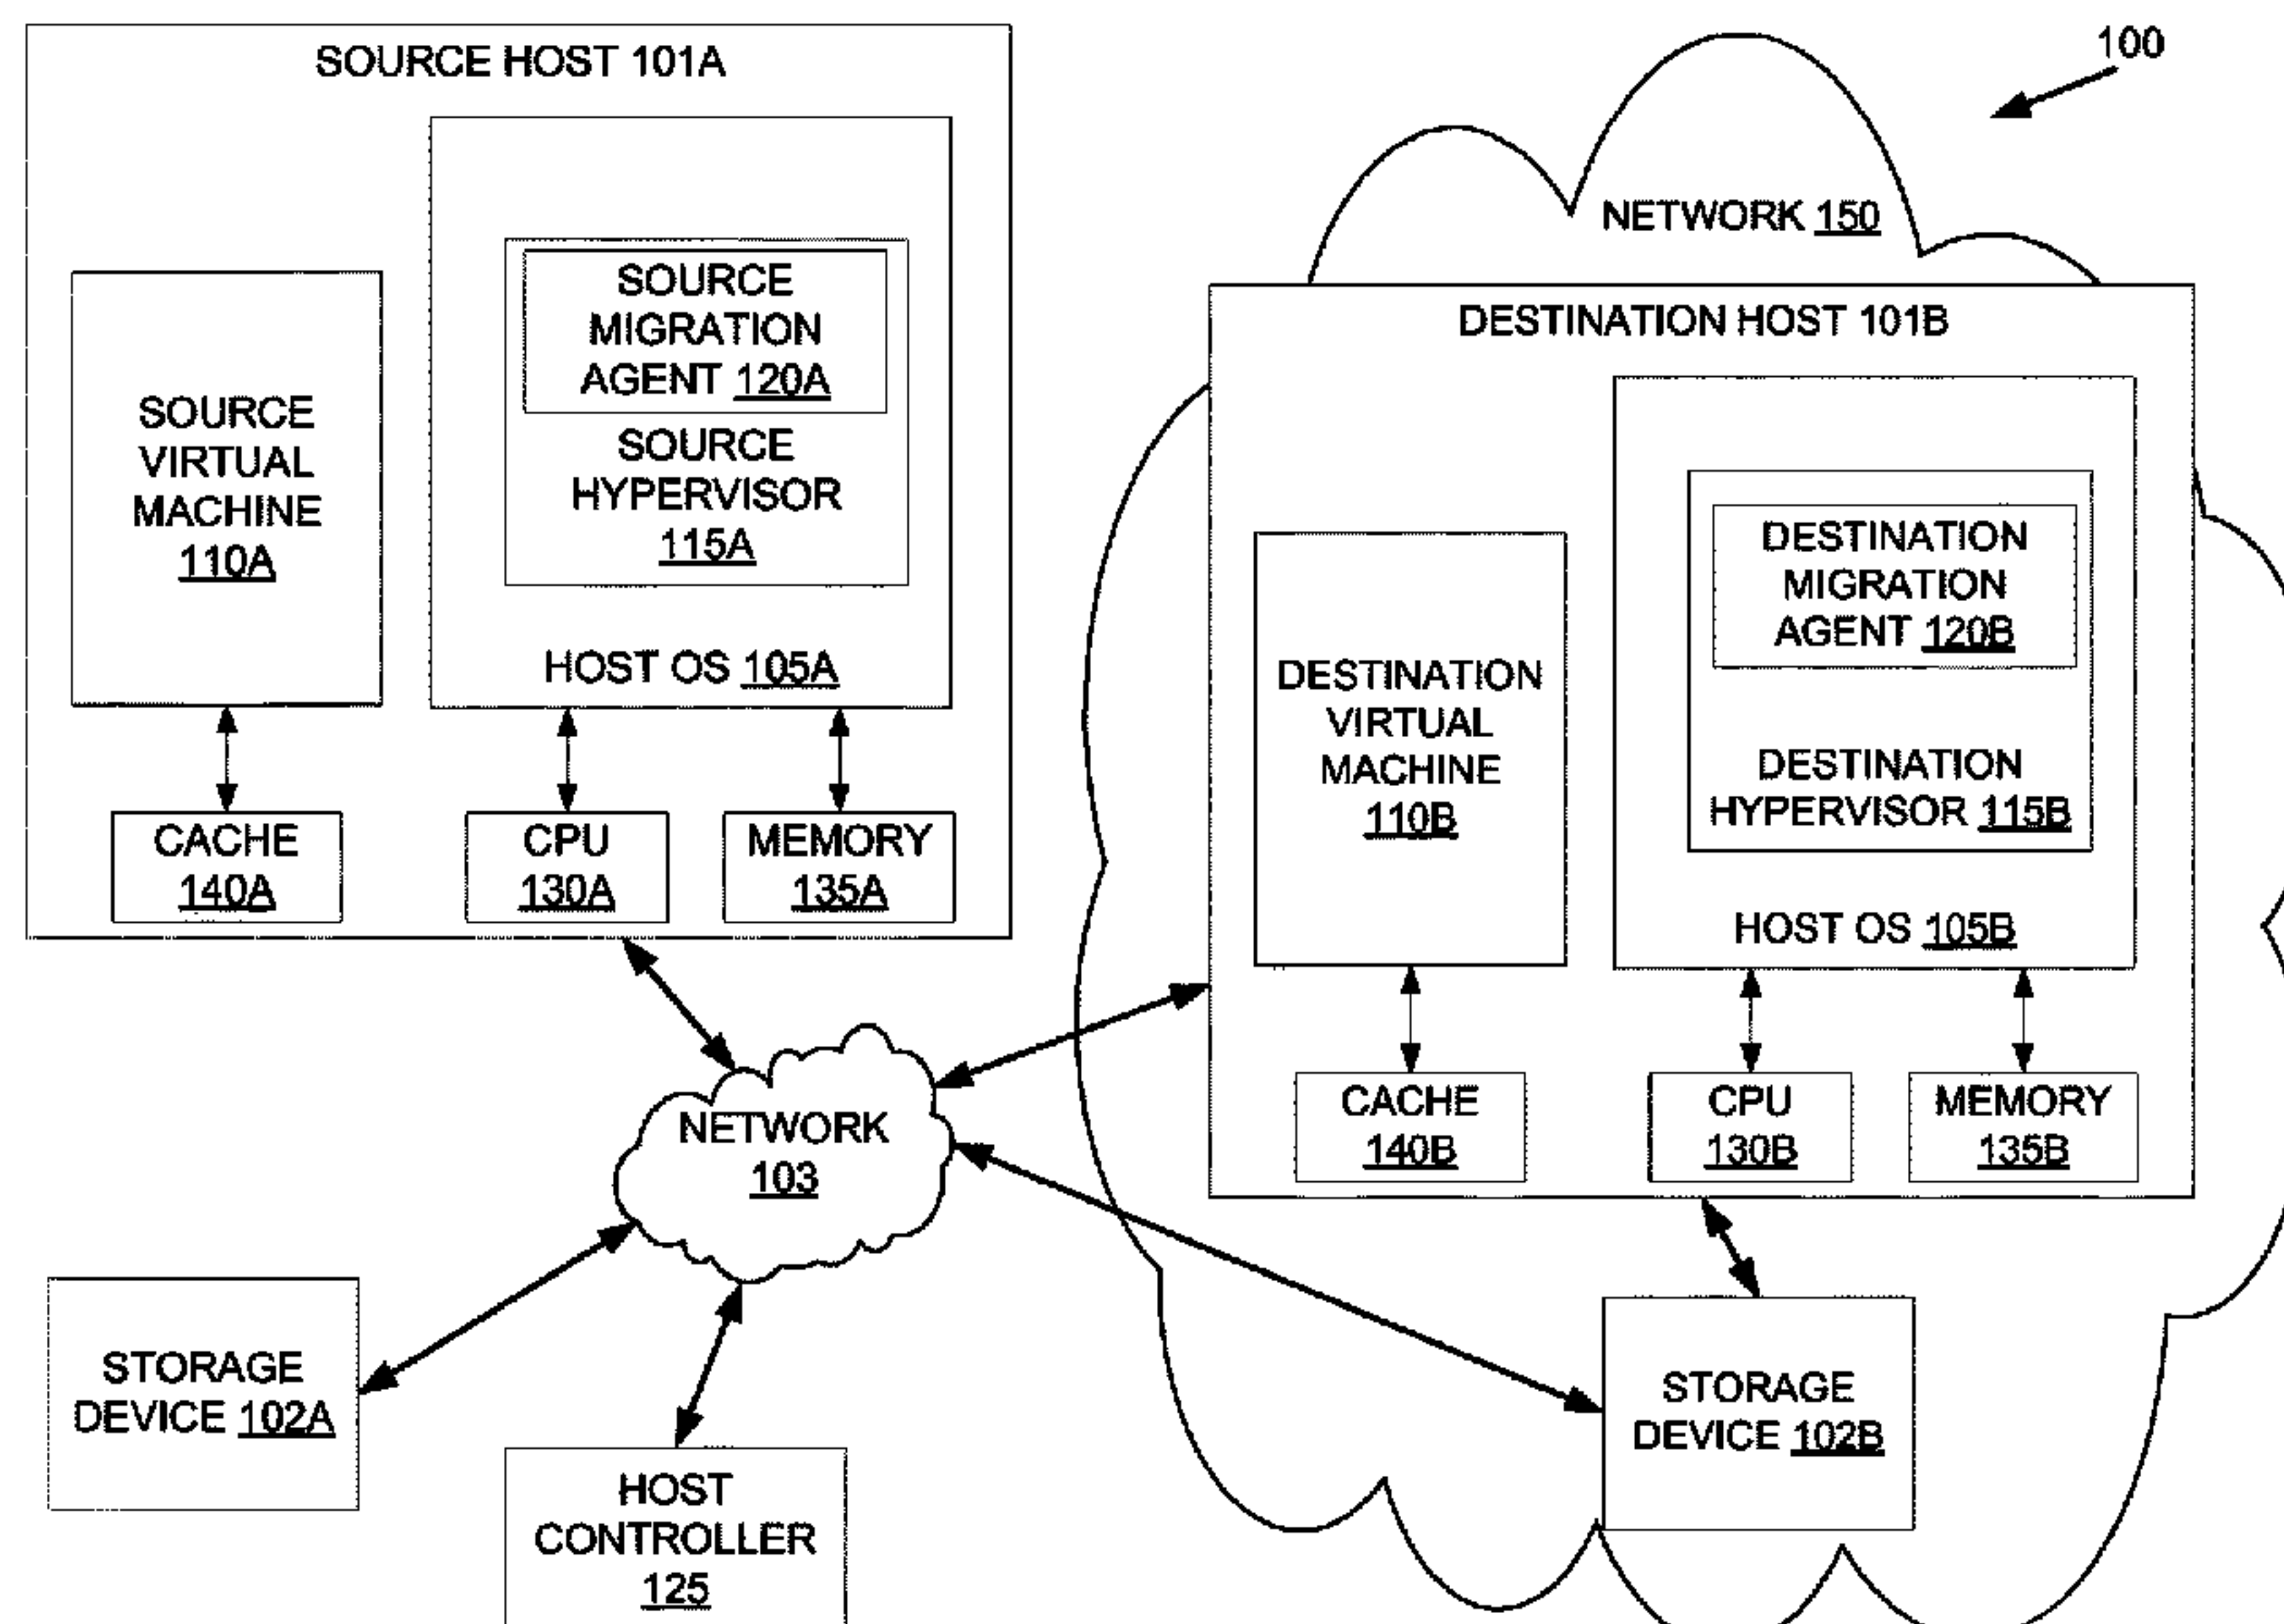 SOURCE HOST 101A
100
NETWORK 150
SOURCE
MIGRATION
AGENT 120A
SOURCE
HYPERVISOR
115A
HOST OS 105A
SOURCE
VIRTUAL
MACHINE
110A
CACHE
140A
CPU
130A
MEMORY
135A
DESTINATION HOST 101B
DESTINATION
MIGRATION
AGENT 120B
DESTINATION
HYPERVISOR 115B
HOST OS 105B
DESTINATION
VIRTUAL
MACHINE
110B
CACHE
140B
CPU
130B
MEMORY
135B
NETWORK
103
STORAGE
DEVICE 102A
HOST
CONTROLLER
125
STORAGE
DEVICE 102B